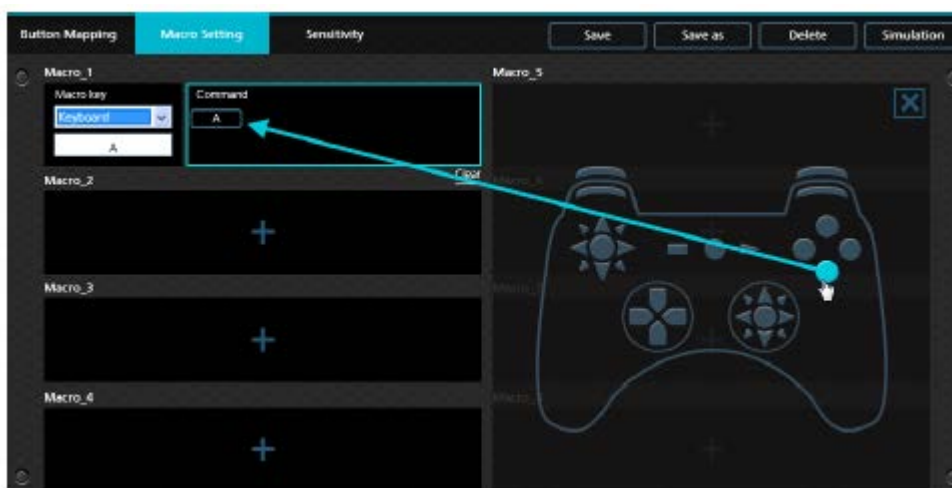 Button Mapping Macro Setting Sensitivity Save Save as Delete Simulation
Macro_1
Macro key
Keyboard
A
Command
A
Clear
Macro_2
Macro_3
Macro_4
Macro_5